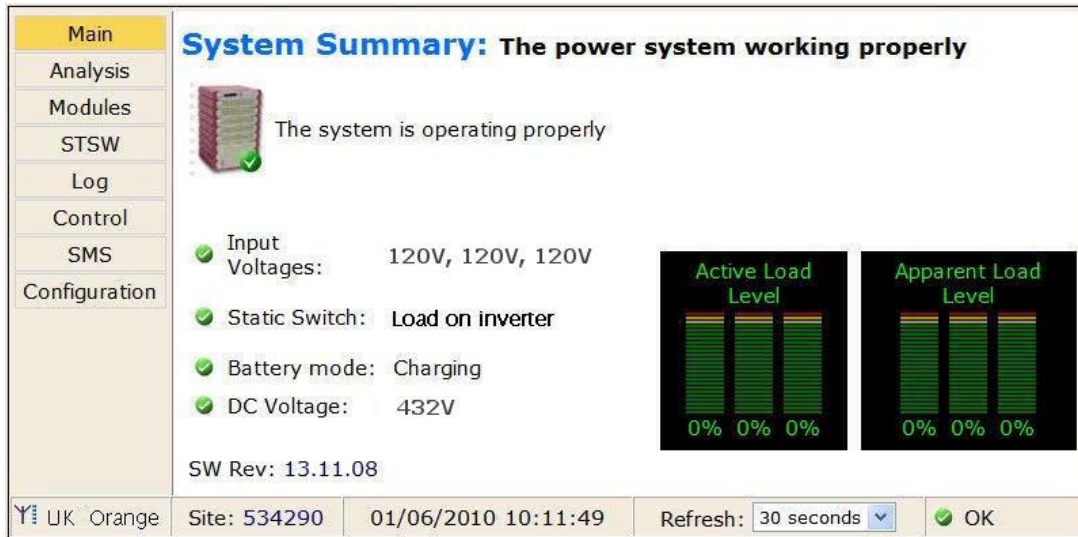 Main
Analysis
Modules
STSW
Log
Control
SMS
Configuration
System Summary: The power system working properly
The system is operating properly
Input
Voltages: 120V, 120V, 120V
Static Switch: Load on inverter
Battery mode: Charging
DC Voltage: 432V
SW Rev: 13.11.08
Active Load
Level
0% 0% 0%
Apparent Load
Level
0% 0% 0%
UK Orange
Site: 534290
01/06/2010 10:11:49
Refresh: 30 seconds
OK